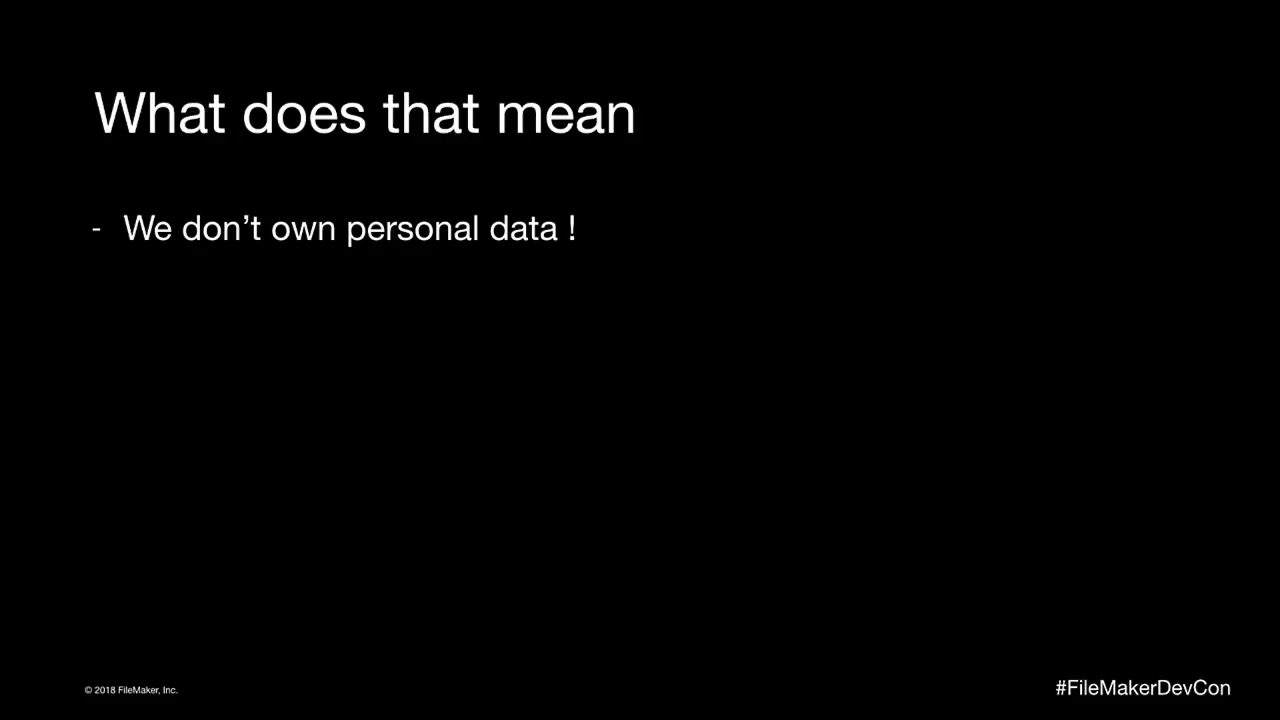 What does that mean
- We don’t own personal data !
© 2018 FileMaker, Inc.
#FileMakerDevCon